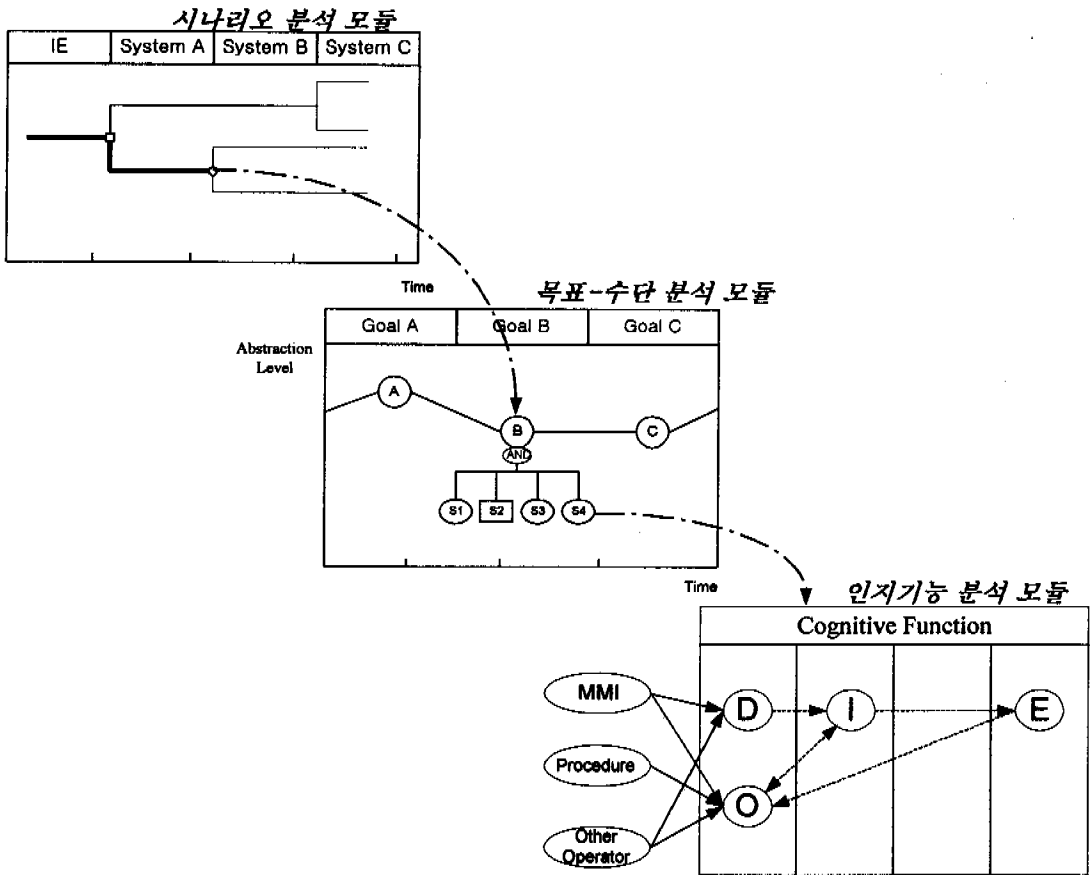 시나리오 분석 모듈
IE System A System B System C
Time
목표-수단 분석 모듈
Goal A Goal B Goal C
Abstraction
Level
A
B
C
AND
S1 S2 S3 S4
Time
인지기능 분석 모듈
Cognitive Function
MMI
D
I
E
Procedure
O
Other
Operator